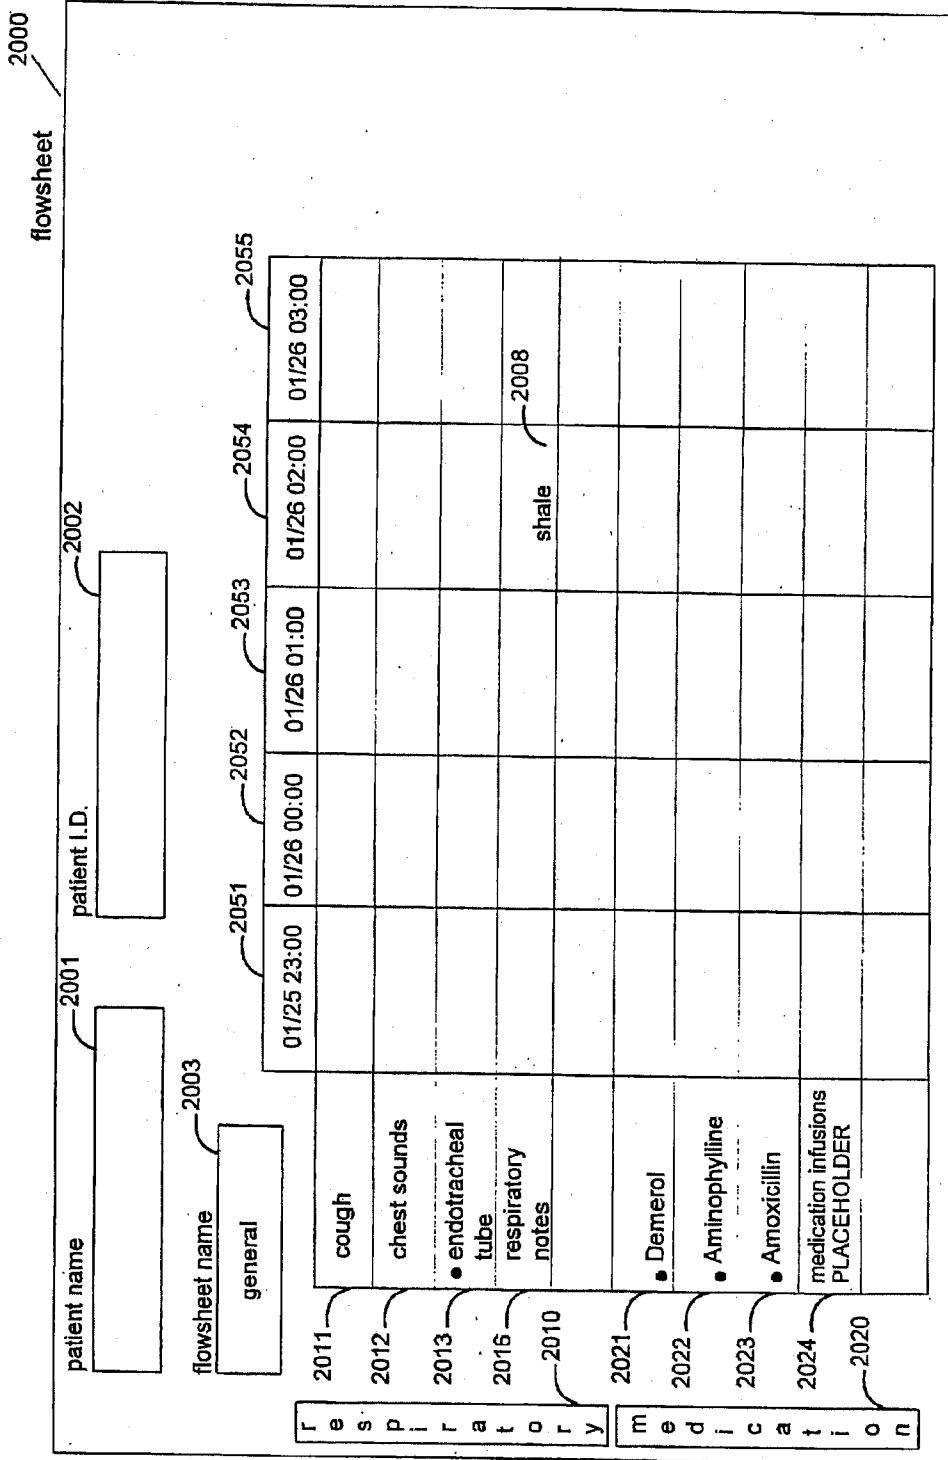 flowsheet
2000
patient name
2001
patient I.D.
2002
flowsheet name
2003
general
2051
2052
2053
2054
2055
01/25 23:00
01/26 00:00
01/26 01:00
01/26 02:00
01/26 03:00
respiratory
2010
2011
cough
2012
chest sounds
2013
• endotracheal
tube
2016
respiratory
notes
shale
2008
medication
2020
2021
• Demerol
2022
• Aminophylline
2023
• Amoxicillin
2024
medication infusions
PLACEHOLDER